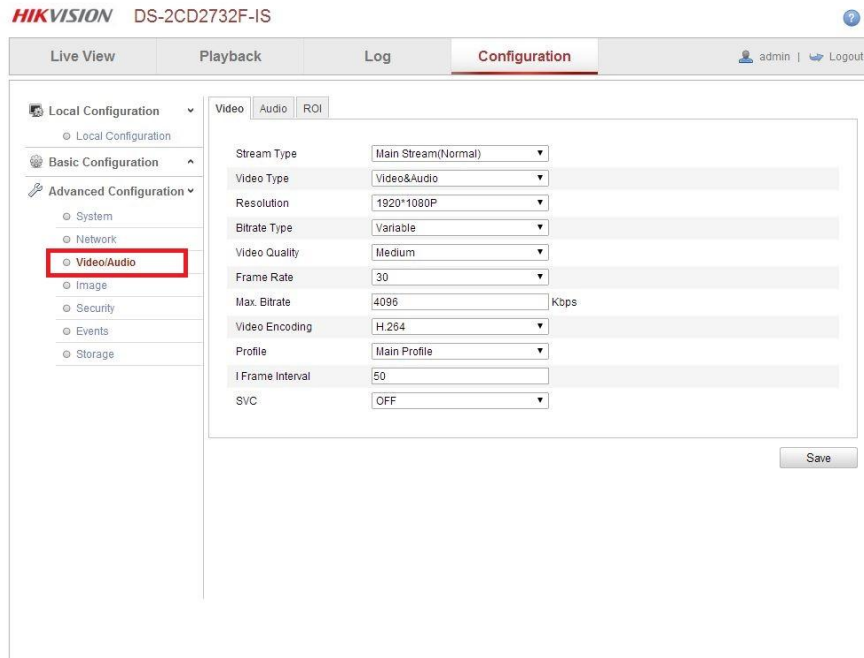 HIKVISION DS-2CD2732F-IS
Live View Playback Log Configuration admin | Logout
Local Configuration
Local Configuration
Basic Configuration
Advanced Configuration
System
Network
Video/Audio
Image
Security
Events
Storage
Video Audio ROI
Stream Type Main Stream(Normal)
Video Type Video&Audio
Resolution 1920*1080P
Bitrate Type Variable
Video Quality Medium
Frame Rate 30
Max. Bitrate 4096 Kbps
Video Encoding H.264
Profile Main Profile
I Frame Interval 50
SVC OFF
Save